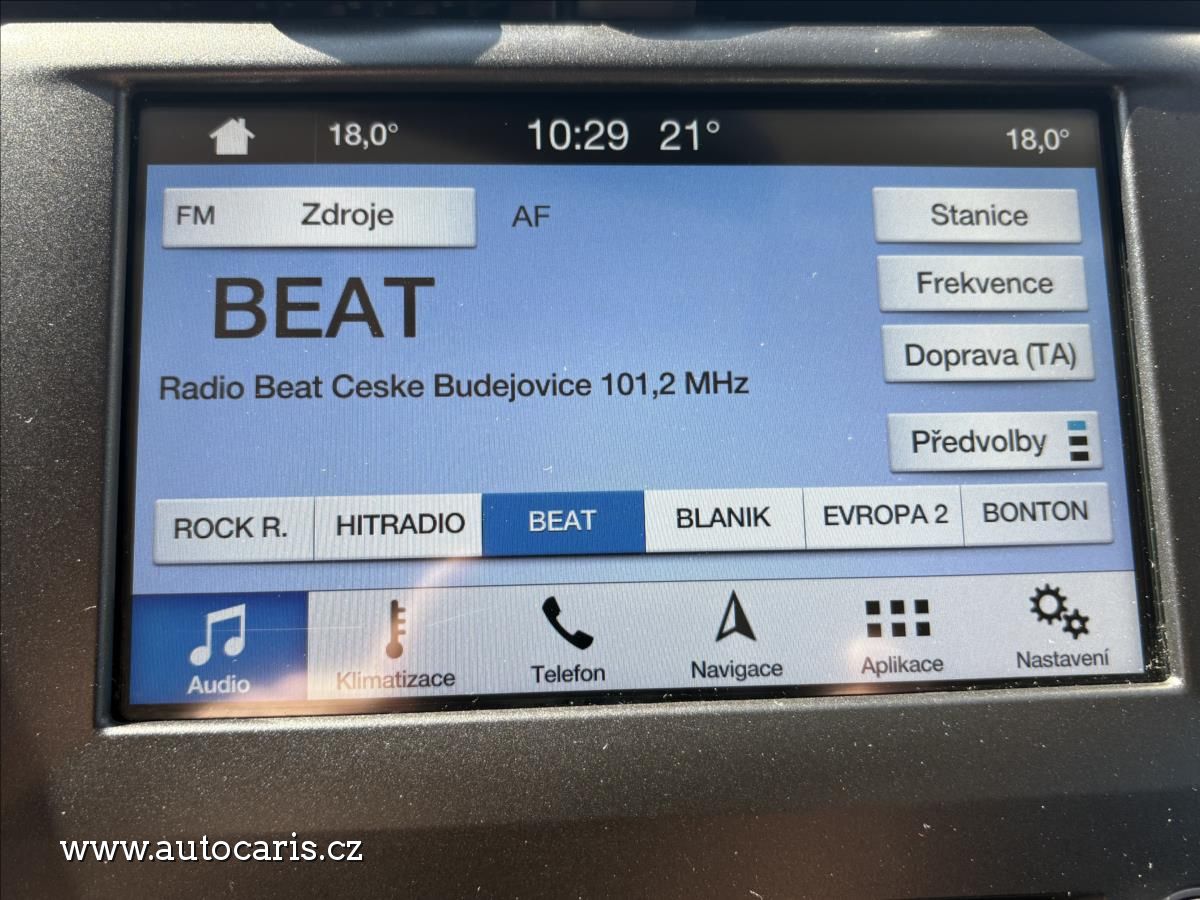 18,0° 10:29 21° 18,0°
FM Zdroje AF Stanice
Frekvence
BEAT
Doprava (TA)
Radio Beat Ceske Budejovice 101,2 MHz
Předvolby
ROCK R. HITRADIO BEAT BLANIK EVROPA 2 BONTON
Audio Klimatizace Telefon Navigace Aplikace Nastavení
www.autocaris.cz